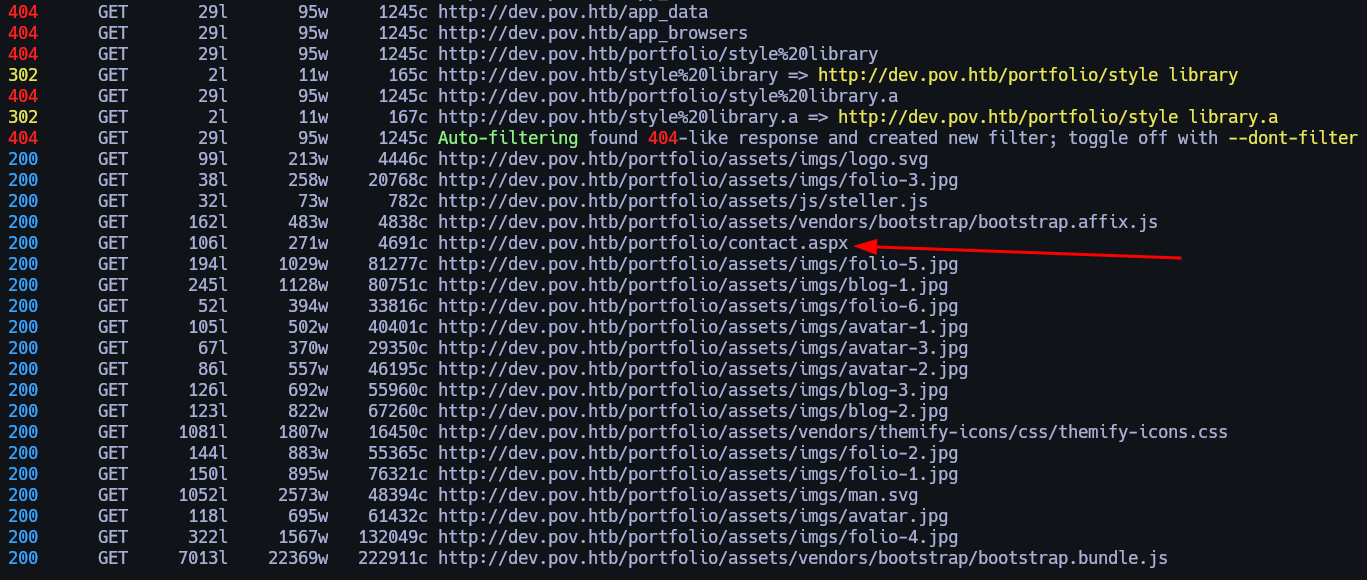 404 GET 29l 95w 1245c http://dev.pov.htb/app_data
404 GET 29l 95w 1245c http://dev.pov.htb/app_browsers
404 GET 29l 95w 1245c http://dev.pov.htb/portfolio/style%20library
302 GET 2l 11w 165c http://dev.pov.htb/style%20library => http://dev.pov.htb/portfolio/style library
404 GET 29l 95w 1245c http://dev.pov.htb/portfolio/style%20library.a
302 GET 2l 11w 167c http://dev.pov.htb/style%20library.a => http://dev.pov.htb/portfolio/style library.a
404 GET 29l 95w 1245c Auto-filtering found 404-like response and created new filter; toggle off with --dont-filter
200 GET 99l 213w 4446c http://dev.pov.htb/portfolio/assets/imgs/logo.svg
200 GET 38l 258w 20768c http://dev.pov.htb/portfolio/assets/imgs/folio-3.jpg
200 GET 32l 73w 782c http://dev.pov.htb/portfolio/assets/js/steller.js
200 GET 162l 483w 4838c http://dev.pov.htb/portfolio/assets/vendors/bootstrap/bootstrap.affix.js
200 GET 106l 271w 4691c http://dev.pov.htb/portfolio/contact.aspx
200 GET 194l 1029w 81277c http://dev.pov.htb/portfolio/assets/imgs/folio-5.jpg
200 GET 245l 1128w 80751c http://dev.pov.htb/portfolio/assets/imgs/blog-1.jpg
200 GET 52l 394w 33816c http://dev.pov.htb/portfolio/assets/imgs/folio-6.jpg
200 GET 105l 502w 40401c http://dev.pov.htb/portfolio/assets/imgs/avatar-1.jpg
200 GET 67l 370w 29350c http://dev.pov.htb/portfolio/assets/imgs/avatar-3.jpg
200 GET 86l 557w 46195c http://dev.pov.htb/portfolio/assets/imgs/avatar-2.jpg
200 GET 126l 692w 55960c http://dev.pov.htb/portfolio/assets/imgs/blog-3.jpg
200 GET 123l 822w 67260c http://dev.pov.htb/portfolio/assets/imgs/blog-2.jpg
200 GET 1081l 1807w 16450c http://dev.pov.htb/portfolio/assets/vendors/themify-icons/css/themify-icons.css
200 GET 144l 883w 55365c http://dev.pov.htb/portfolio/assets/imgs/folio-2.jpg
200 GET 150l 895w 76321c http://dev.pov.htb/portfolio/assets/imgs/folio-1.jpg
200 GET 1052l 2573w 48394c http://dev.pov.htb/portfolio/assets/imgs/man.svg
200 GET 118l 695w 61432c http://dev.pov.htb/portfolio/assets/imgs/avatar.jpg
200 GET 322l 1567w 132049c http://dev.pov.htb/portfolio/assets/imgs/folio-4.jpg
200 GET 7013l 22369w 222911c http://dev.pov.htb/portfolio/assets/vendors/bootstrap/bootstrap.bundle.js